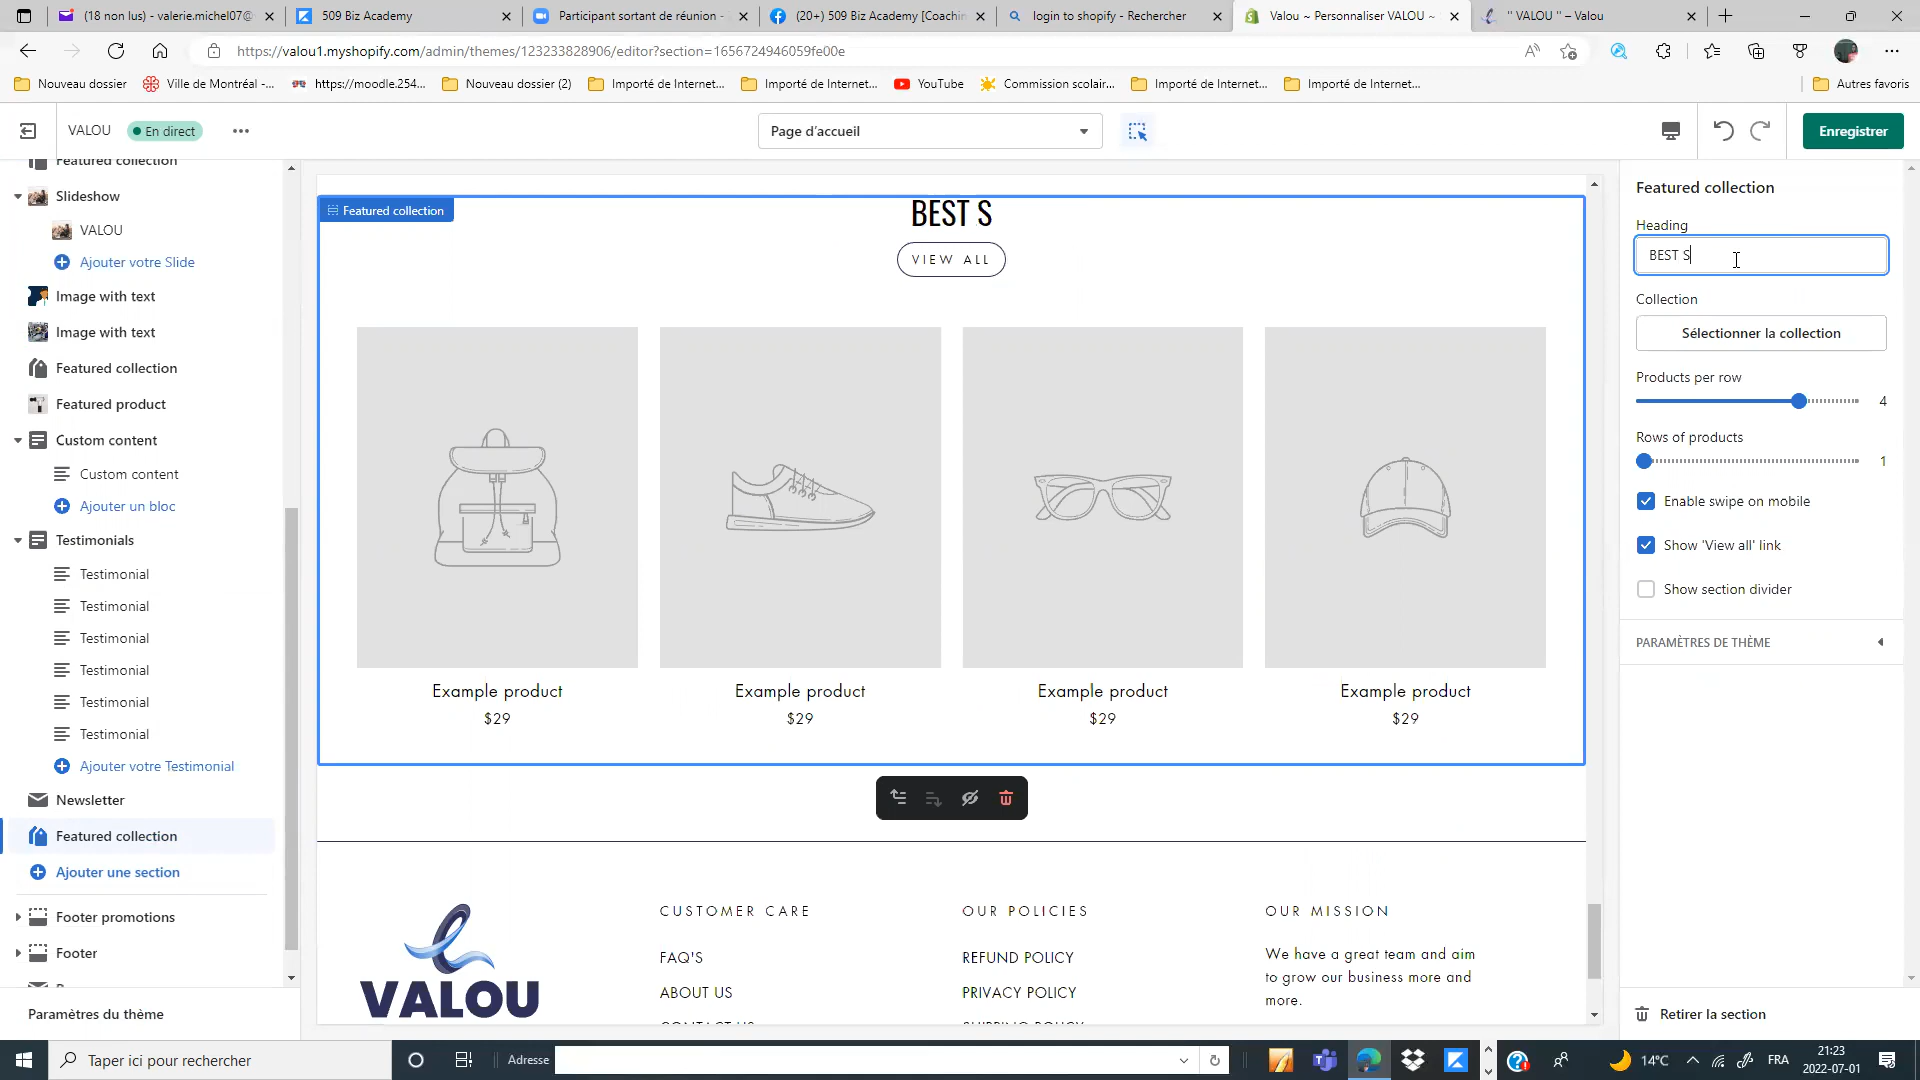 (18 non lus) - valerie.michel07@
509 Biz Academy
Participant sortant de réunion -
(20+) 509 Biz Academy [Coachin
login to shopify - Rechercher
Valou ~ Personnaliser VALOU ~
'' VALOU '' – Valou
https://valou1.myshopify.com/admin/themes/123233828906/editor?section=1656724946059fe00e
Nouveau dossier
Ville de Montréal -...
https://moodle.254...
Nouveau dossier (2)
Importé de Internet...
Importé de Internet...
YouTube
Commission scolair...
Importé de Internet...
Importé de Internet...
Autres favoris
VALOU
En direct
Page d'accueil
Enregistrer
Featured collection
Slideshow
VALOU
Ajouter votre Slide
Image with text
Image with text
Featured collection
Featured product
Custom content
Custom content
Ajouter un bloc
Testimonials
Testimonial
Testimonial
Testimonial
Testimonial
Testimonial
Testimonial
Ajouter votre Testimonial
Newsletter
Featured collection
Ajouter une section
Footer promotions
Footer
Paramètres du thème
Featured collection
BEST S
VIEW ALL
Example product
$29
Example product
$29
Example product
$29
Example product
$29
VALOU
CUSTOMER CARE
FAQ'S
ABOUT US
CONTACT US
OUR POLICIES
REFUND POLICY
PRIVACY POLICY
SHIPPING POLICY
OUR MISSION
We have a great team and aim
to grow our business more and
more.
Featured collection
Heading
BEST S
Collection
Sélectionner la collection
Products per row
4
Rows of products
1
Enable swipe on mobile
Show 'View all' link
Show section divider
PARAMÈTRES DE THÈME
Retirer la section
Taper ici pour rechercher
Adresse
14°C
FRA
21:23
2022-07-01